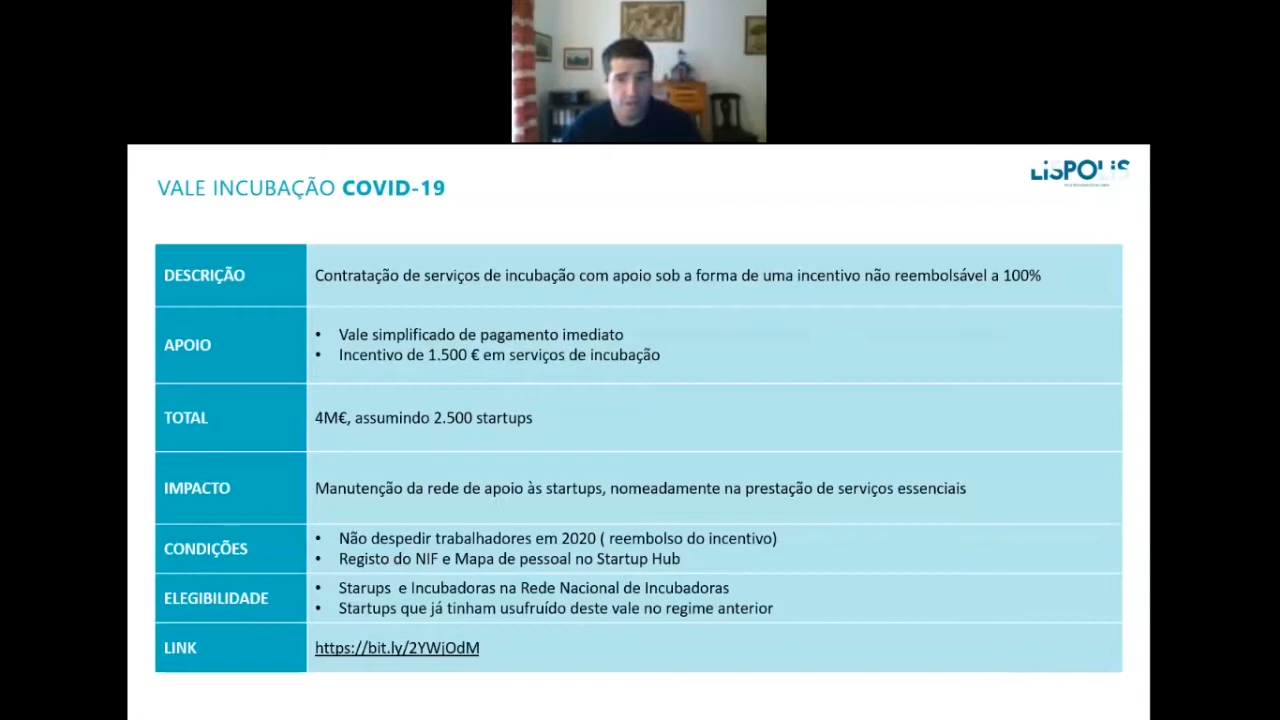 LiSPOLiS
VALE INCUBAÇÃO COVID-19
DESCRIÇÃO
Contratação de serviços de incubação com apoio sob a forma de uma incentivo não reembolsável a 100%
APOIO
• Vale simplificado de pagamento imediato
• Incentivo de 1.500 € em serviços de incubação
TOTAL
4M€, assumindo 2.500 startups
IMPACTO
Manutenção da rede de apoio às startups, nomeadamente na prestação de serviços essenciais
CONDIÇÕES
• Não despedir trabalhadores em 2020 ( reembolso do incentivo)
• Registo do NIF e Mapa de pessoal no Startup Hub
ELEGIBILIDADE
• Starups e Incubadoras na Rede Nacional de Incubadoras
• Startups que já tinham usufruído deste vale no regime anterior
LINK
https://bit.ly/2YWjOdM